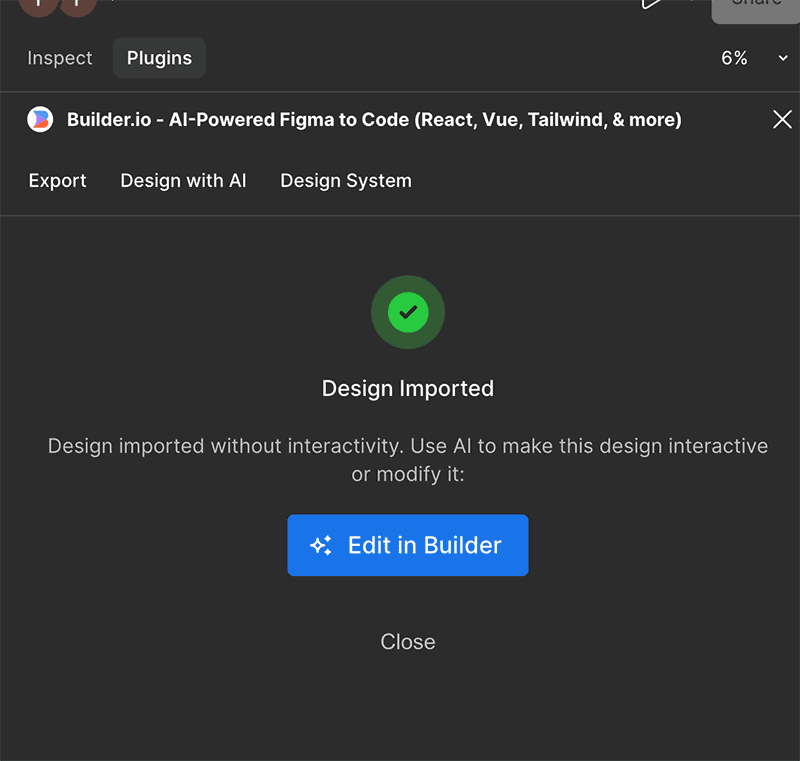 Share
Inspect Plugins 6%
Builder.io - AI-Powered Figma to Code (React, Vue, Tailwind, & more)
Export Design with AI Design System
Design Imported
Design imported without interactivity. Use AI to make this design interactive
or modify it:
Edit in Builder
Close